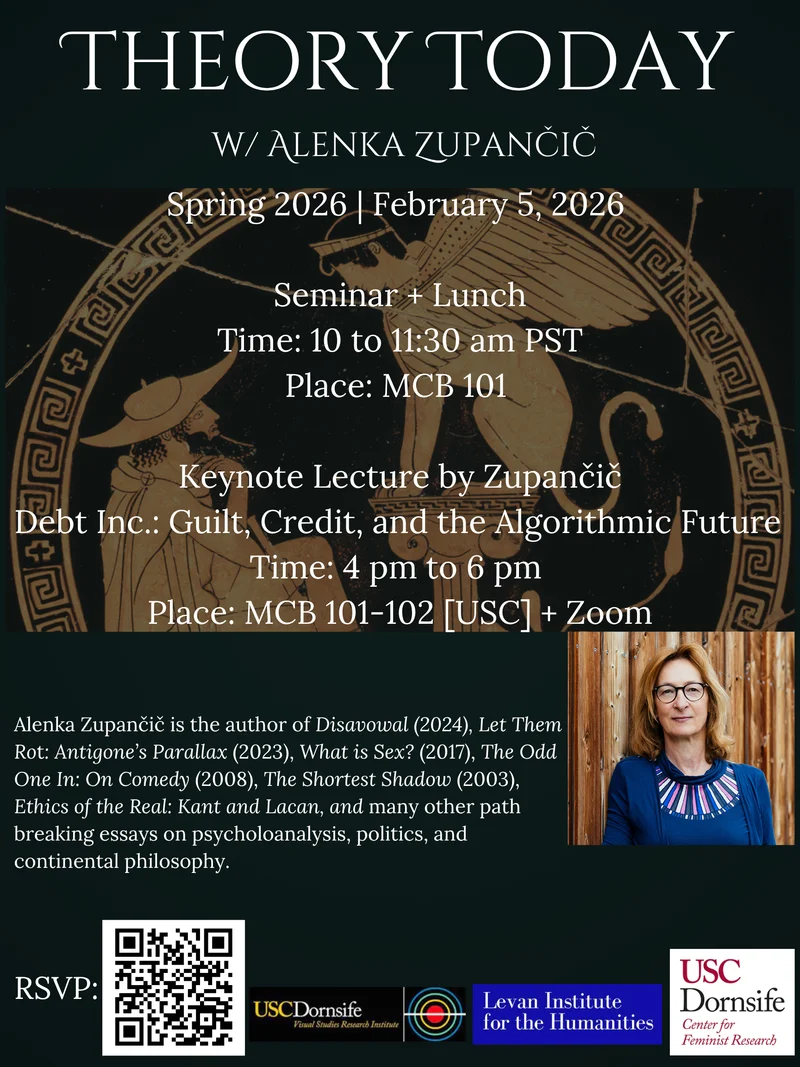 THEORY TODAY
W/ ALENKA ZUPANČIČ
Spring 2026 | February 5, 2026
Seminar + Lunch
Time: 10 to 11:30 am PST
Place: MCB 101
Keynote Lecture by Zupančič
Debt Inc.: Guilt, Credit, and the Algorithmic Future
Time: 4 pm to 6 pm
Place: MCB 101-102 [USC] + Zoom
Alenka Zupančič is the author of Disavowal (2024), Let Them
Rot: Antigone's Parallax (2023), What is Sex? (2017), The Odd
One In: On Comedy (2008), The Shortest Shadow (2003),
Ethics of the Real: Kant and Lacan, and many other path
breaking essays on psycholoanalysis, politics, and
continental philosophy.
RSVP:
USCDornsife
Visual Studies Research Institute
Levan Institute
for the Humanities
USC
Dornsife
Center for
Feminist Research